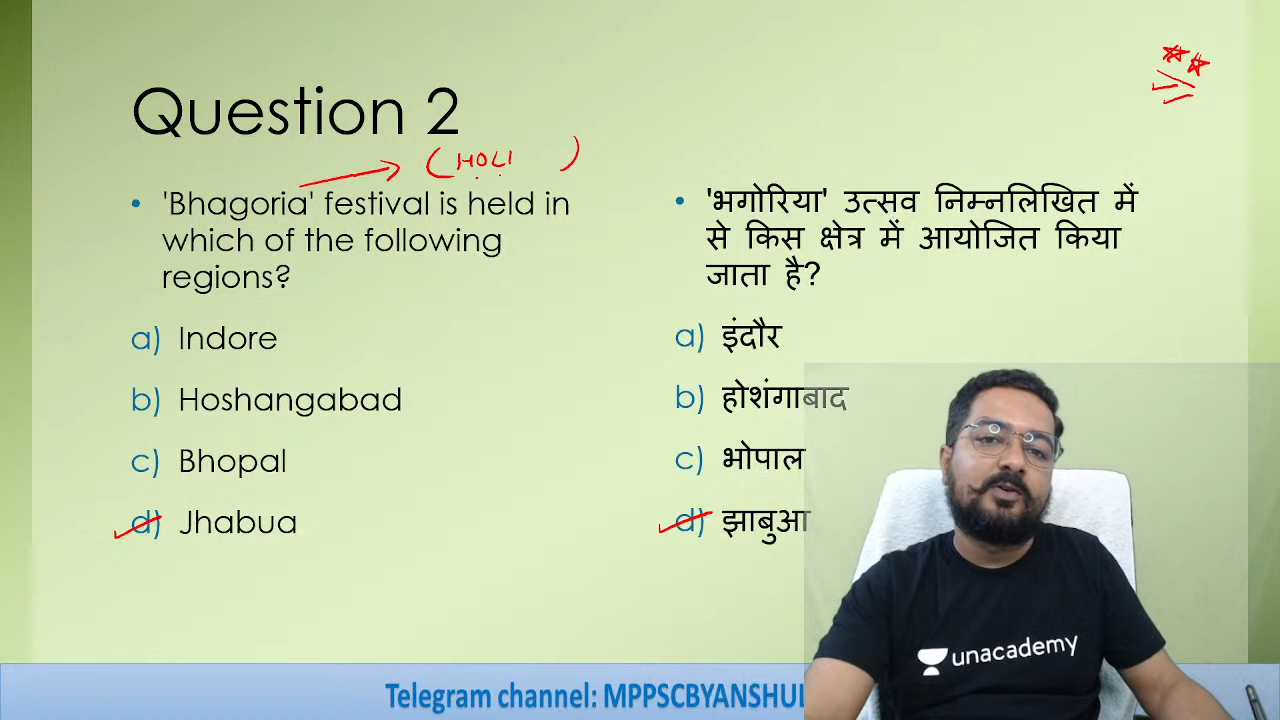 Question 2
(HOLI )
• 'Bhagoria' festival is held in
which of the following
regions?
a) Indore
b) Hoshangabad
c) Bhopal
d) Jhabua
• 'भगोरिया' उत्सव निम्नलिखित में
से किस क्षेत्र में आयोजित किया
जाता है?
a) इंदौर
b) होशंगाबाद
c) भोपाल
d) झाबुआ
unacademy
Telegram channel: MPPSCBYANSHUL